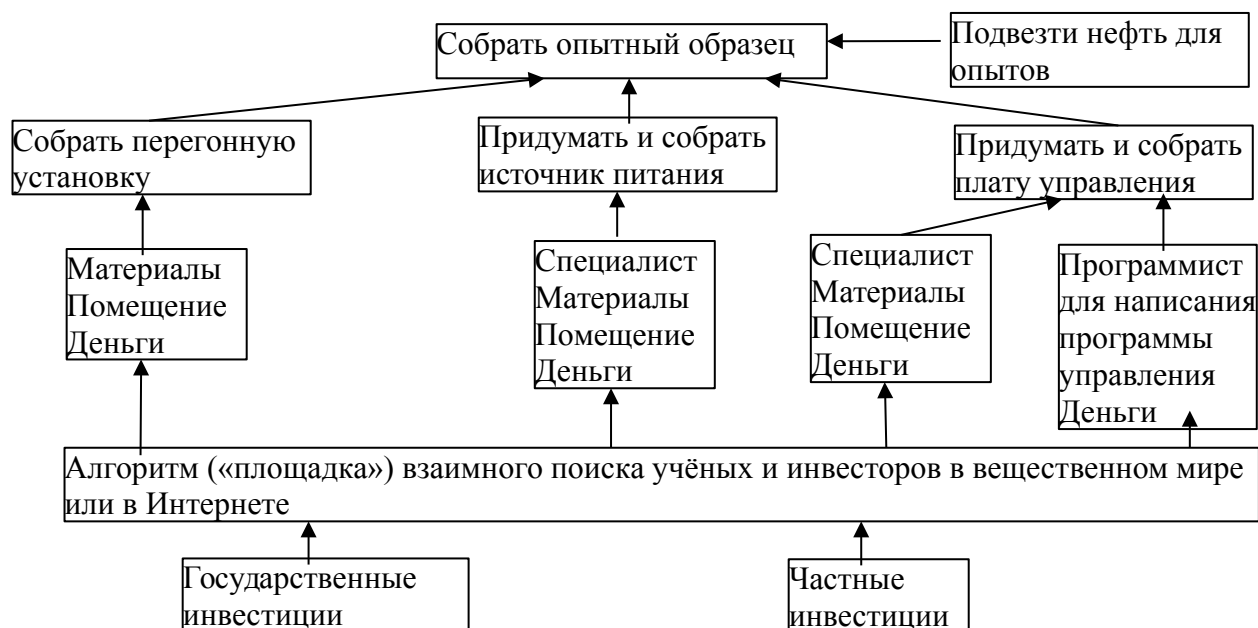 Собрать опытный образец
Подвезти нефть для
опытов
Собрать перегонную
установку
Придумать и собрать
источник питания
Придумать и собрать
плату управления
Материалы
Помещение
Деньги
Специалист
Материалы
Помещение
Деньги
Специалист
Материалы
Помещение
Деньги
Программист
для написания
программы
управления
Деньги
Алгоритм («площадка») взаимного поиска учёных и инвесторов в вещественном мире
или в Интернете
Государственные
инвестиции
Частные
инвестиции